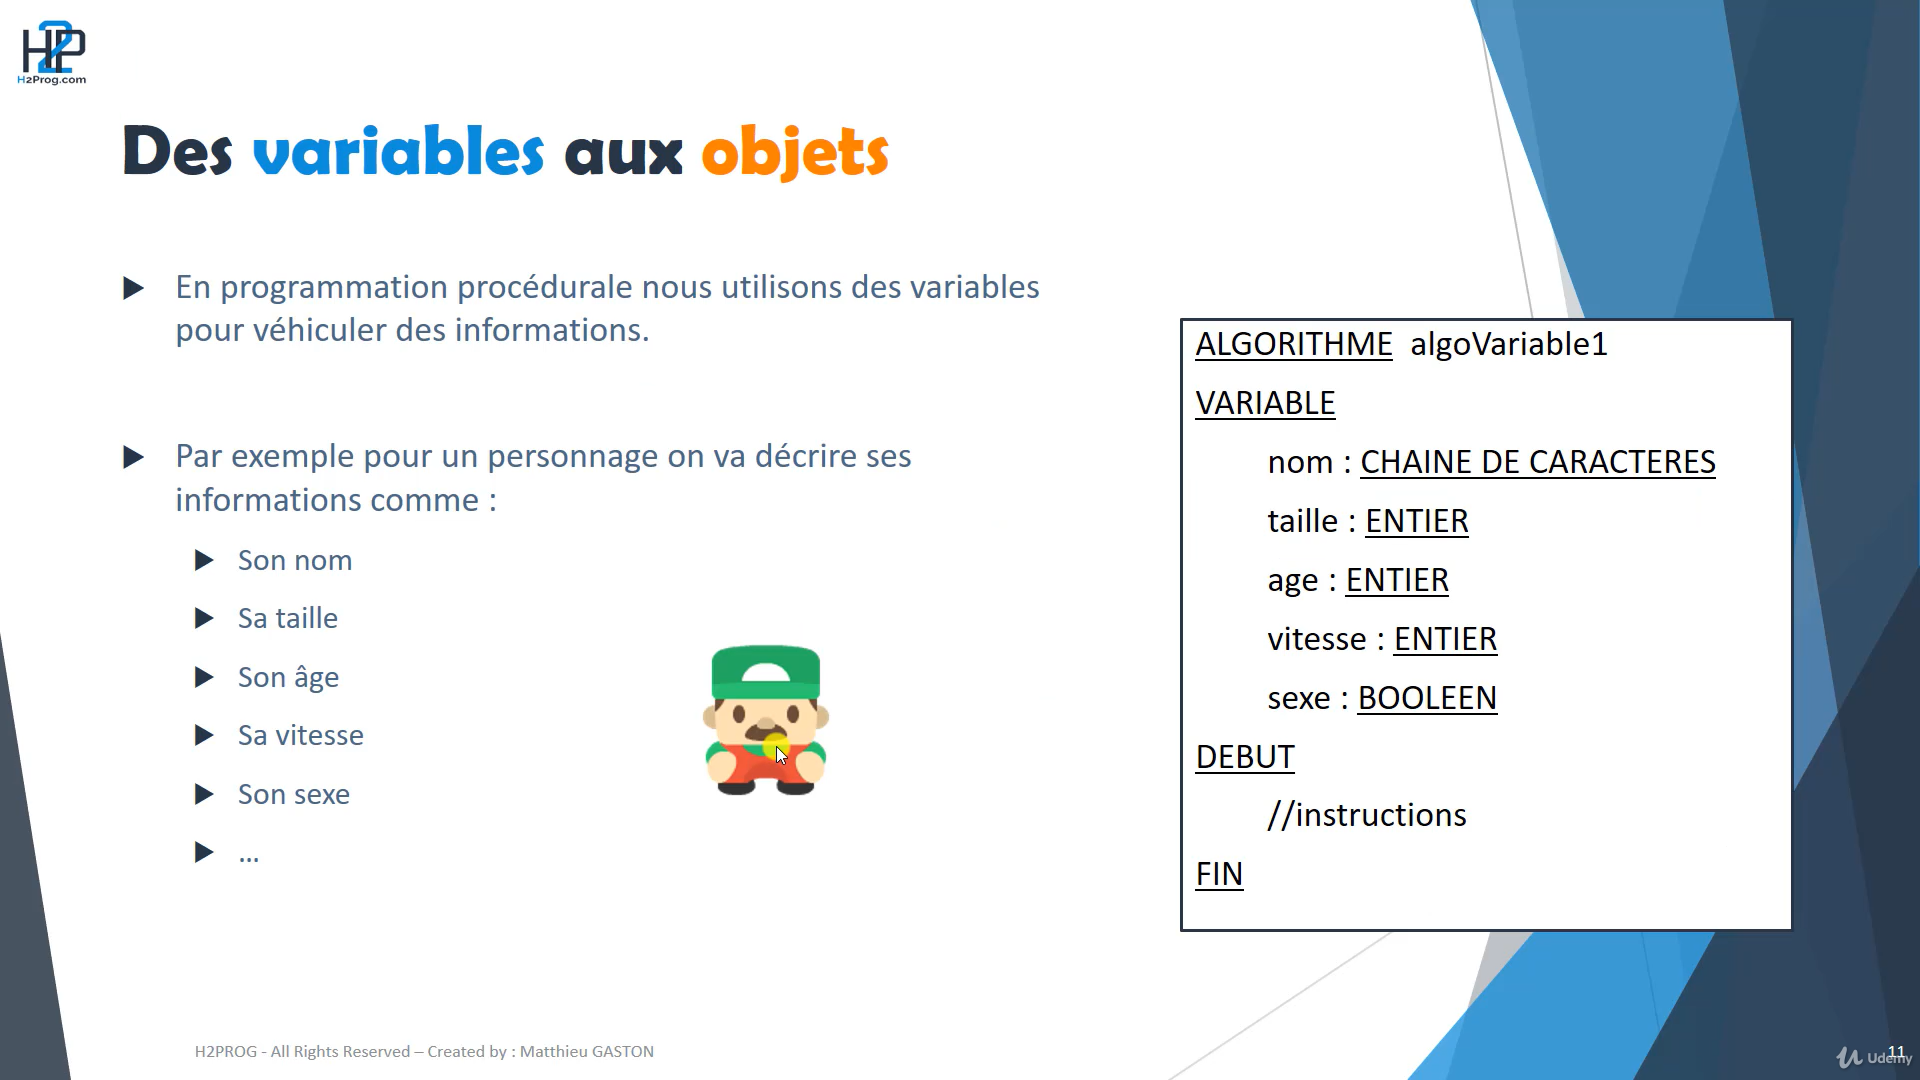 H2P
H2Prog.com
Des variables aux objets
En programmation procédurale nous utilisons des variables
pour véhiculer des informations.
Par exemple pour un personnage on va décrire ses
informations comme :
Son nom
Sa taille
Son âge
Sa vitesse
Son sexe
...
ALGORITHME algoVariable1
VARIABLE
nom : CHAINE DE CARACTERES
taille : ENTIER
age : ENTIER
vitesse : ENTIER
sexe : BOOLEEN
DEBUT
//instructions
FIN
H2PROG - All Rights Reserved – Created by : Matthieu GASTON
11
Udemy